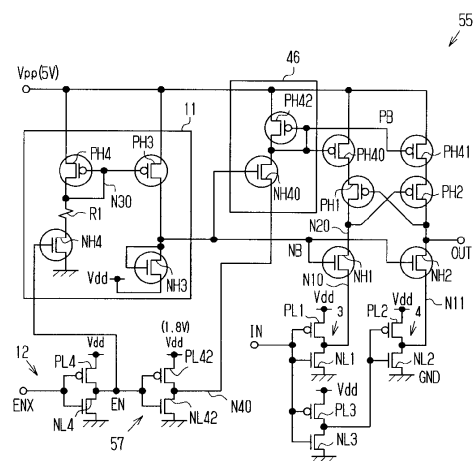 55
46
Vpp(5V)
11
PH42
PB
PH4
PH3
PH40
PH41
N30
NH40
PH1
PH2
R1
N20
NH4
OUT
NB
Vdd
NH3
N10
NH1
NH2
N11
PL1
Vdd
3
PL2
Vdd
4
12
Vdd
(1.8V)
Vdd
IN
PL4
PL42
NL1
NL2
GND
ENX
EN
N40
Vdd
PL3
NL4
57
NL42
NL3